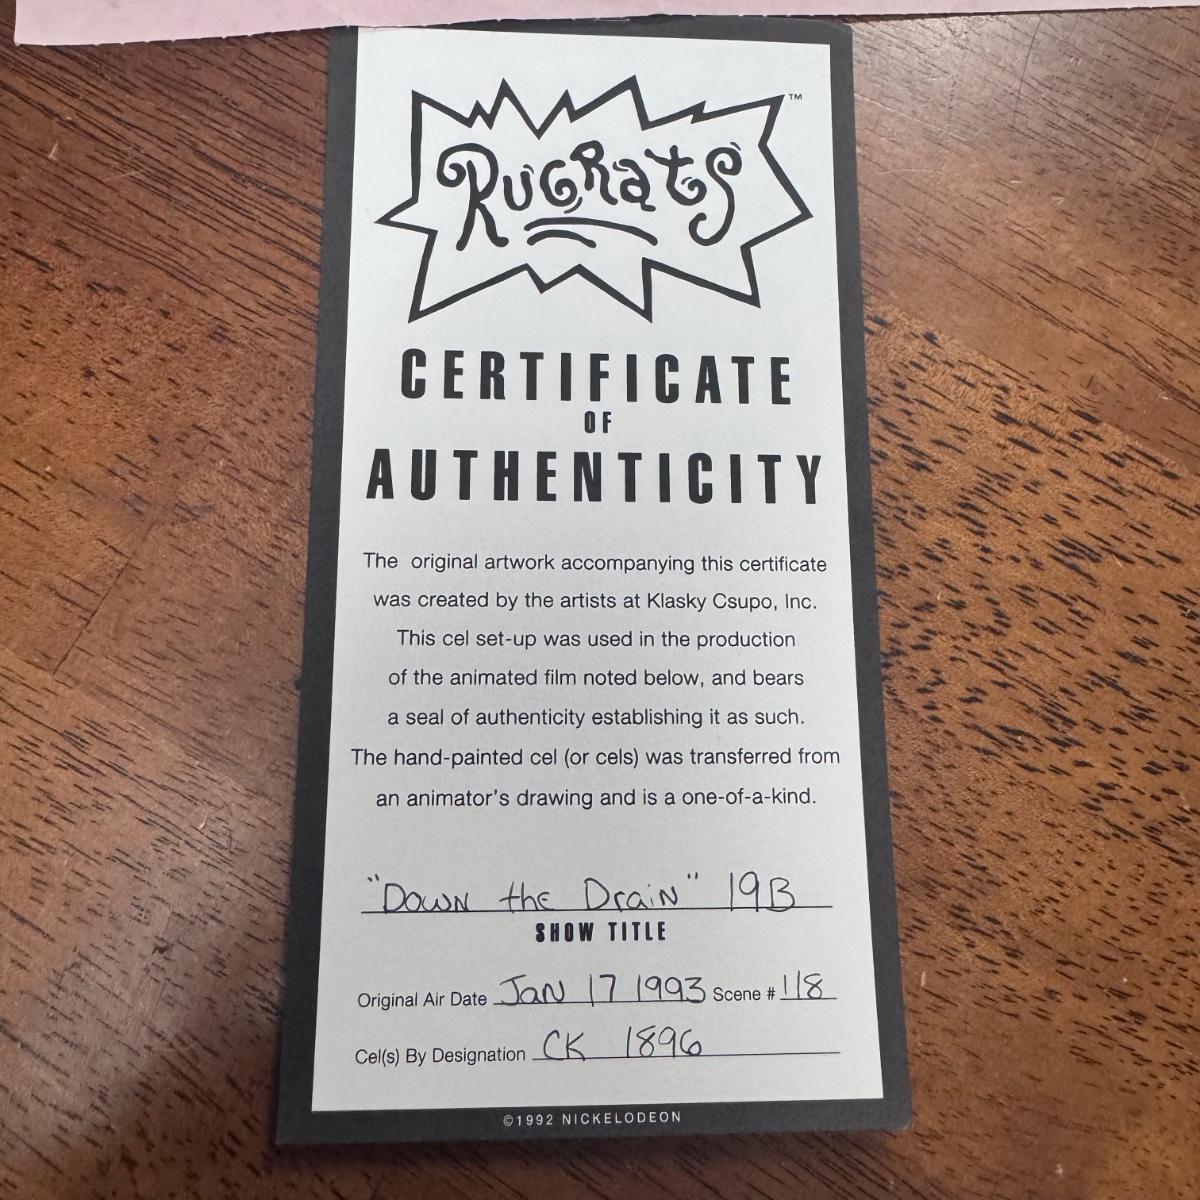 RUGRATS™
CERTIFICATE
OF
AUTHENTICITY
The original artwork accompanying this certificate
was created by the artists at Klasky Csupo, Inc.
This cel set-up was used in the production
of the animated film noted below, and bears
a seal of authenticity establishing it as such.
The hand-painted cel (or cels) was transferred from
an animator's drawing and is a one-of-a-kind.
"Down the Drain" 19B
SHOW TITLE
Original Air Date Jan 17 1993 Scene # 118
Cel(s) By Designation CK 1896
©1992 NICKELODEON